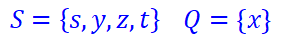 S = {s, y, z, t} Q = {x}